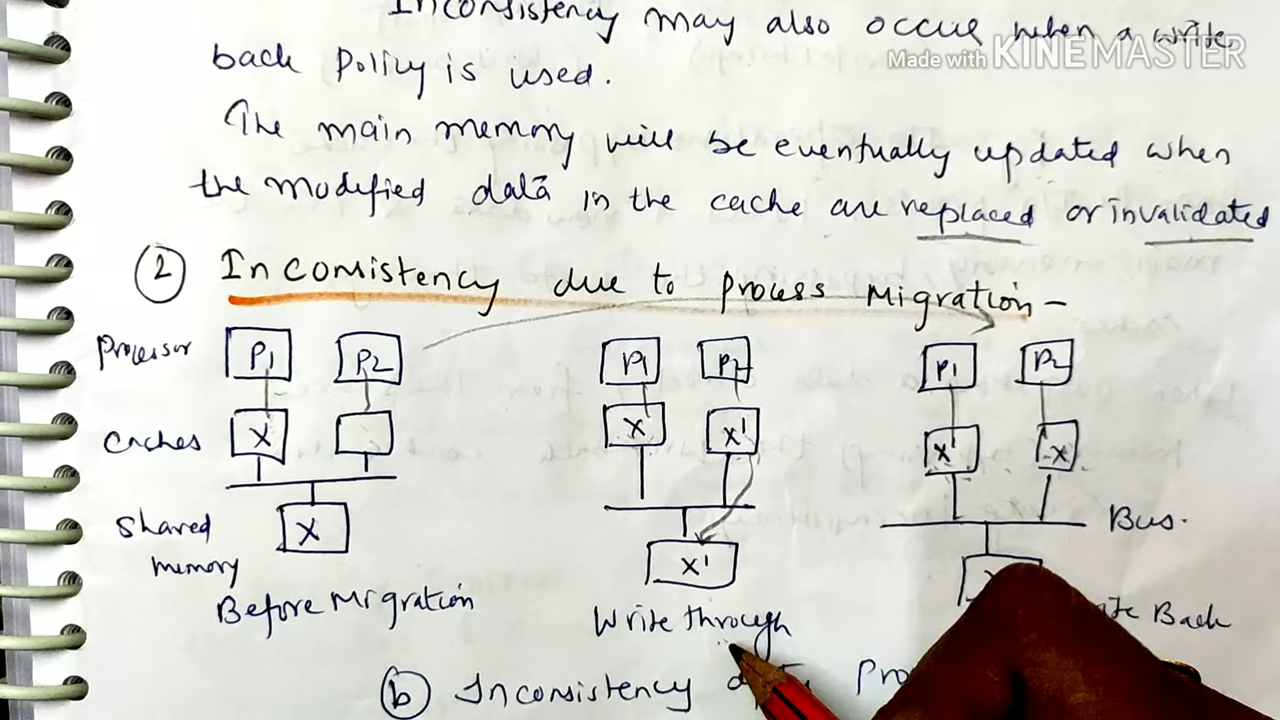 Inconsistency may also occur when a write
back Policy is used.
Made with KINEMASTER
The main memory will be eventually updated when
the modified data in the cache are replaced or invalidated
2 Inconsistency due to process Migration -
Processor P1 P2 P1 P2 P1 P2
Caches X X X' X' X
Bus.
Shared memory X X'
Before Migration Write through Back
b Inconsistency